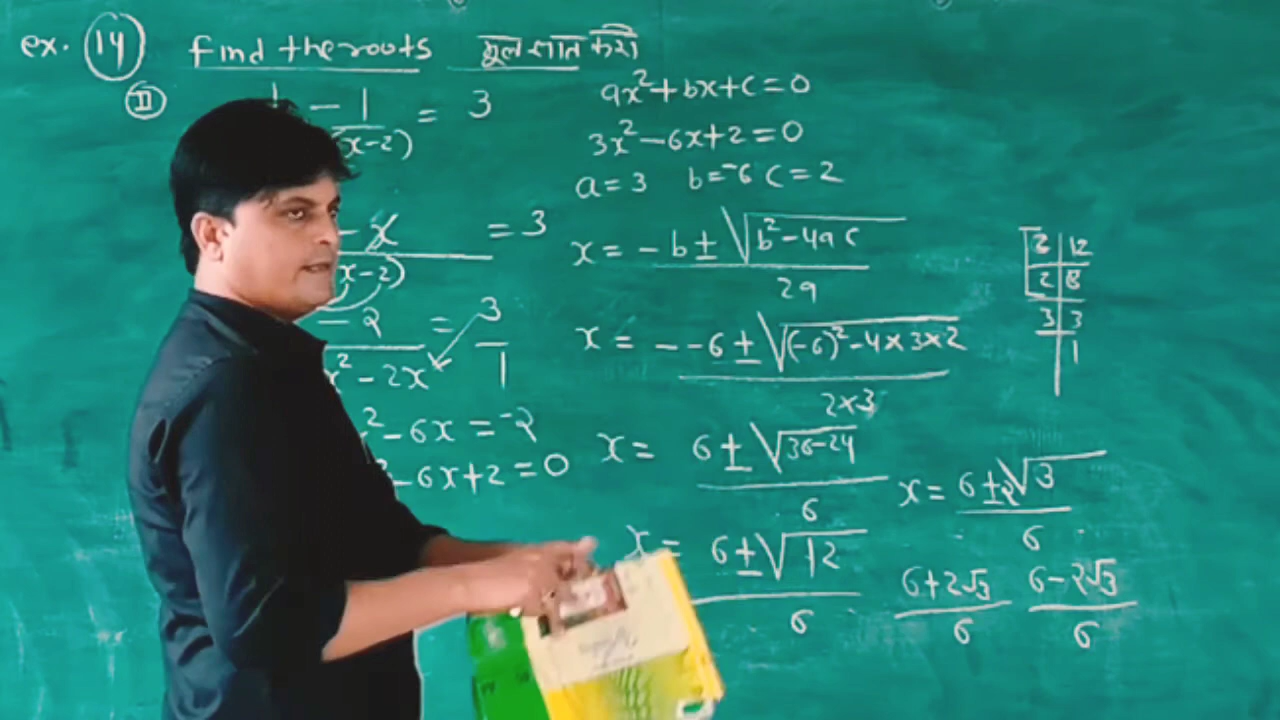 ex. 14 find the roots मूल ज्ञात करो
II 1 - 1/(x-2) = 3
- x = 3
x-2)
-2 = 3
x² - 2x 1
² - 6x = -2
- 6x + 2 = 0
ax² + bx + c = 0
3x² - 6x + 2 = 0
a = 3 b = -6 c = 2
x = -b ± √b² - 4ac
2a
x = - -6 ± √(-6)² - 4×3×2
2×3
x = 6 ± √36-24
6
x = 6 ± √12
6
2 | 12
2 | 6
3 | 3
1
x = 6 ± 2√3
6
6+2√3 6-2√3
6 6